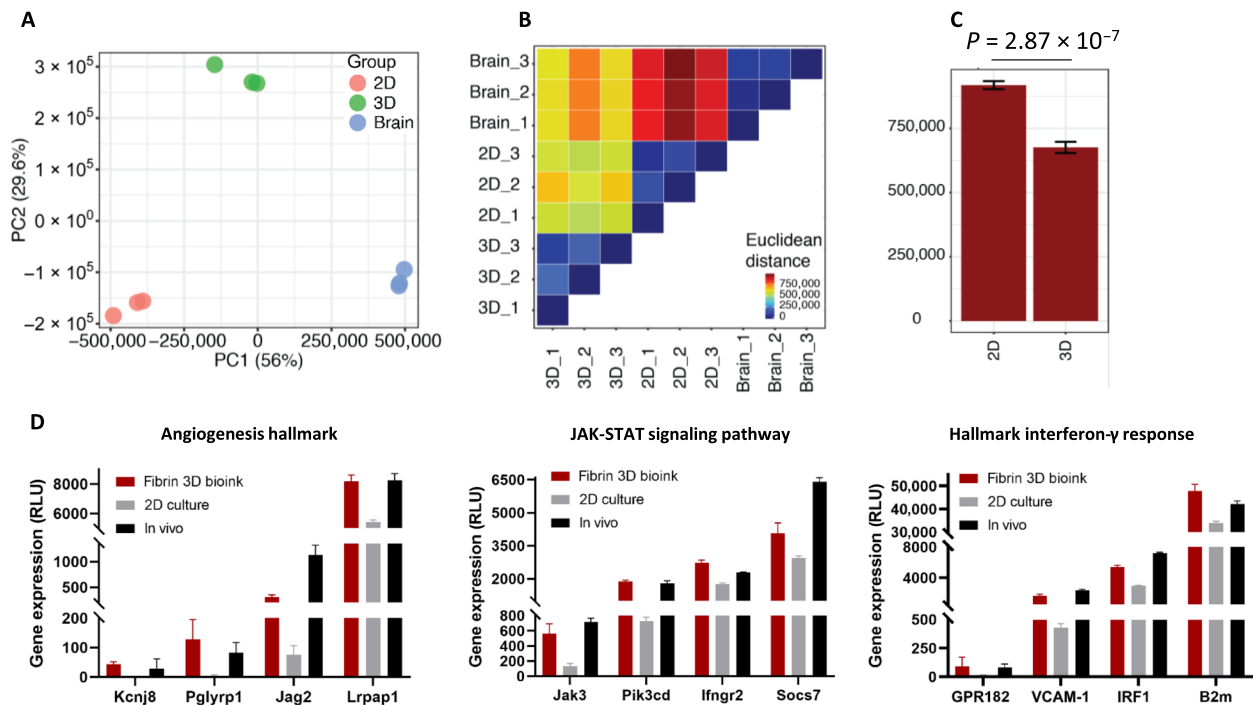 A
B
C
P = 2.87 × 10⁻⁷
Group
2D
3D
Brain
3 × 10⁵
2 × 10⁵
1 × 10⁵
0 × 10⁰
−1 × 10⁵
−2 × 10⁵
PC2 (29.6%)
−500,000
−250,000
0
250,000
500,000
PC1 (56%)
Brain_3
Brain_2
Brain_1
2D_3
2D_2
2D_1
3D_3
3D_2
3D_1
Euclidean
distance
750,000
500,000
250,000
0
3D_1
3D_2
3D_3
2D_1
2D_2
2D_3
Brain_1
Brain_2
Brain_3
750,000
500,000
250,000
0
2D
3D
D
Angiogenesis hallmark
Gene expression (RLU)
8000
6000
1000
500
200
100
0
Fibrin 3D bioink
2D culture
In vivo
Kcnj8
Pglyrp1
Jag2
Lrpap1
JAK-STAT signaling pathway
Gene expression (RLU)
6500
5000
3500
2000
800
600
400
200
0
Fibrin 3D bioink
2D culture
In vivo
Jak3
Pik3cd
Ifngr2
Socs7
Hallmark interferon-γ response
Gene expression (RLU)
50,000
40,000
30,000
8000
4000
500
250
0
Fibrin 3D bioink
2D culture
In vivo
GPR182
VCAM-1
IRF1
B2m